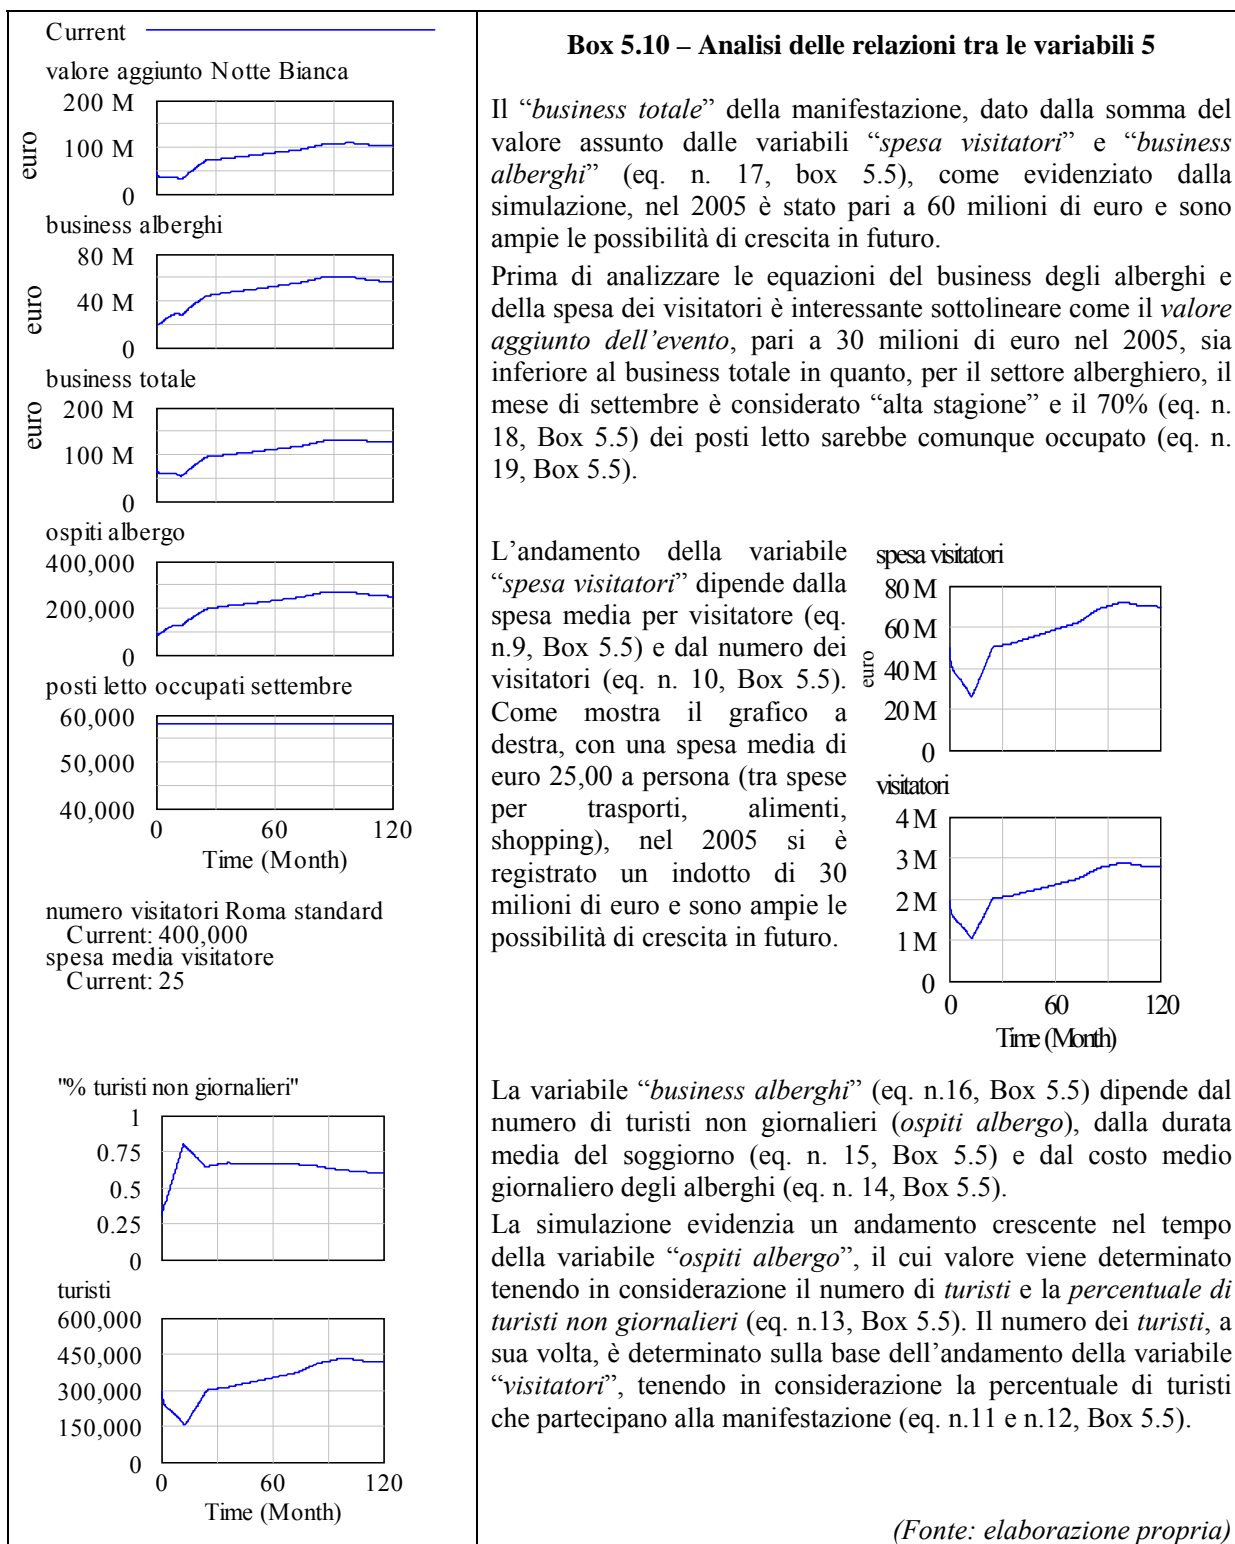 Current
valore aggiunto Notte Bianca
200 M
100 M
0
euro
business alberghi
80 M
40 M
0
euro
business totale
200 M
100 M
0
euro
ospiti albergo
400,000
200,000
0
posti letto occupati settembre
60,000
50,000
40,000
0 60 120
Time (Month)
numero visitatori Roma standard
Current: 400,000
spesa media visitatore
Current: 25
"% turisti non giornalieri"
1
0.75
0.5
0.25
0
turisti
600,000
450,000
300,000
150,000
0
0 60 120
Time (Month)
Box 5.10 – Analisi delle relazioni tra le variabili 5
Il “business totale” della manifestazione, dato dalla somma del
valore assunto dalle variabili “spesa visitatori” e “business
alberghi” (eq. n. 17, box 5.5), come evidenziato dalla
simulazione, nel 2005 è stato pari a 60 milioni di euro e sono
ampie le possibilità di crescita in futuro.
Prima di analizzare le equazioni del business degli alberghi e
della spesa dei visitatori è interessante sottolineare come il valore
aggiunto dell’evento, pari a 30 milioni di euro nel 2005, sia
inferiore al business totale in quanto, per il settore alberghiero, il
mese di settembre è considerato “alta stagione” e il 70% (eq. n.
18, Box 5.5) dei posti letto sarebbe comunque occupato (eq. n.
19, Box 5.5).
L’andamento della variabile
“spesa visitatori” dipende dalla
spesa media per visitatore (eq.
n.9, Box 5.5) e dal numero dei
visitatori (eq. n. 10, Box 5.5).
Come mostra il grafico a
destra, con una spesa media di
euro 25,00 a persona (tra spese
per trasporti, alimenti,
shopping), nel 2005 si è
registrato un indotto di 30
milioni di euro e sono ampie le
possibilità di crescita in futuro.
spesa visitatori
80 M
60 M
40 M
20 M
0
euro
visitatori
4 M
3 M
2 M
1 M
0
0 60 120
Time (Month)
La variabile “business alberghi” (eq. n.16, Box 5.5) dipende dal
numero di turisti non giornalieri (ospiti albergo), dalla durata
media del soggiorno (eq. n. 15, Box 5.5) e dal costo medio
giornaliero degli alberghi (eq. n. 14, Box 5.5).
La simulazione evidenzia un andamento crescente nel tempo
della variabile “ospiti albergo”, il cui valore viene determinato
tenendo in considerazione il numero di turisti e la percentuale di
turisti non giornalieri (eq. n.13, Box 5.5). Il numero dei turisti, a
sua volta, è determinato sulla base dell’andamento della variabile
“visitatori”, tenendo in considerazione la percentuale di turisti
che partecipano alla manifestazione (eq. n.11 e n.12, Box 5.5).
(Fonte: elaborazione propria)